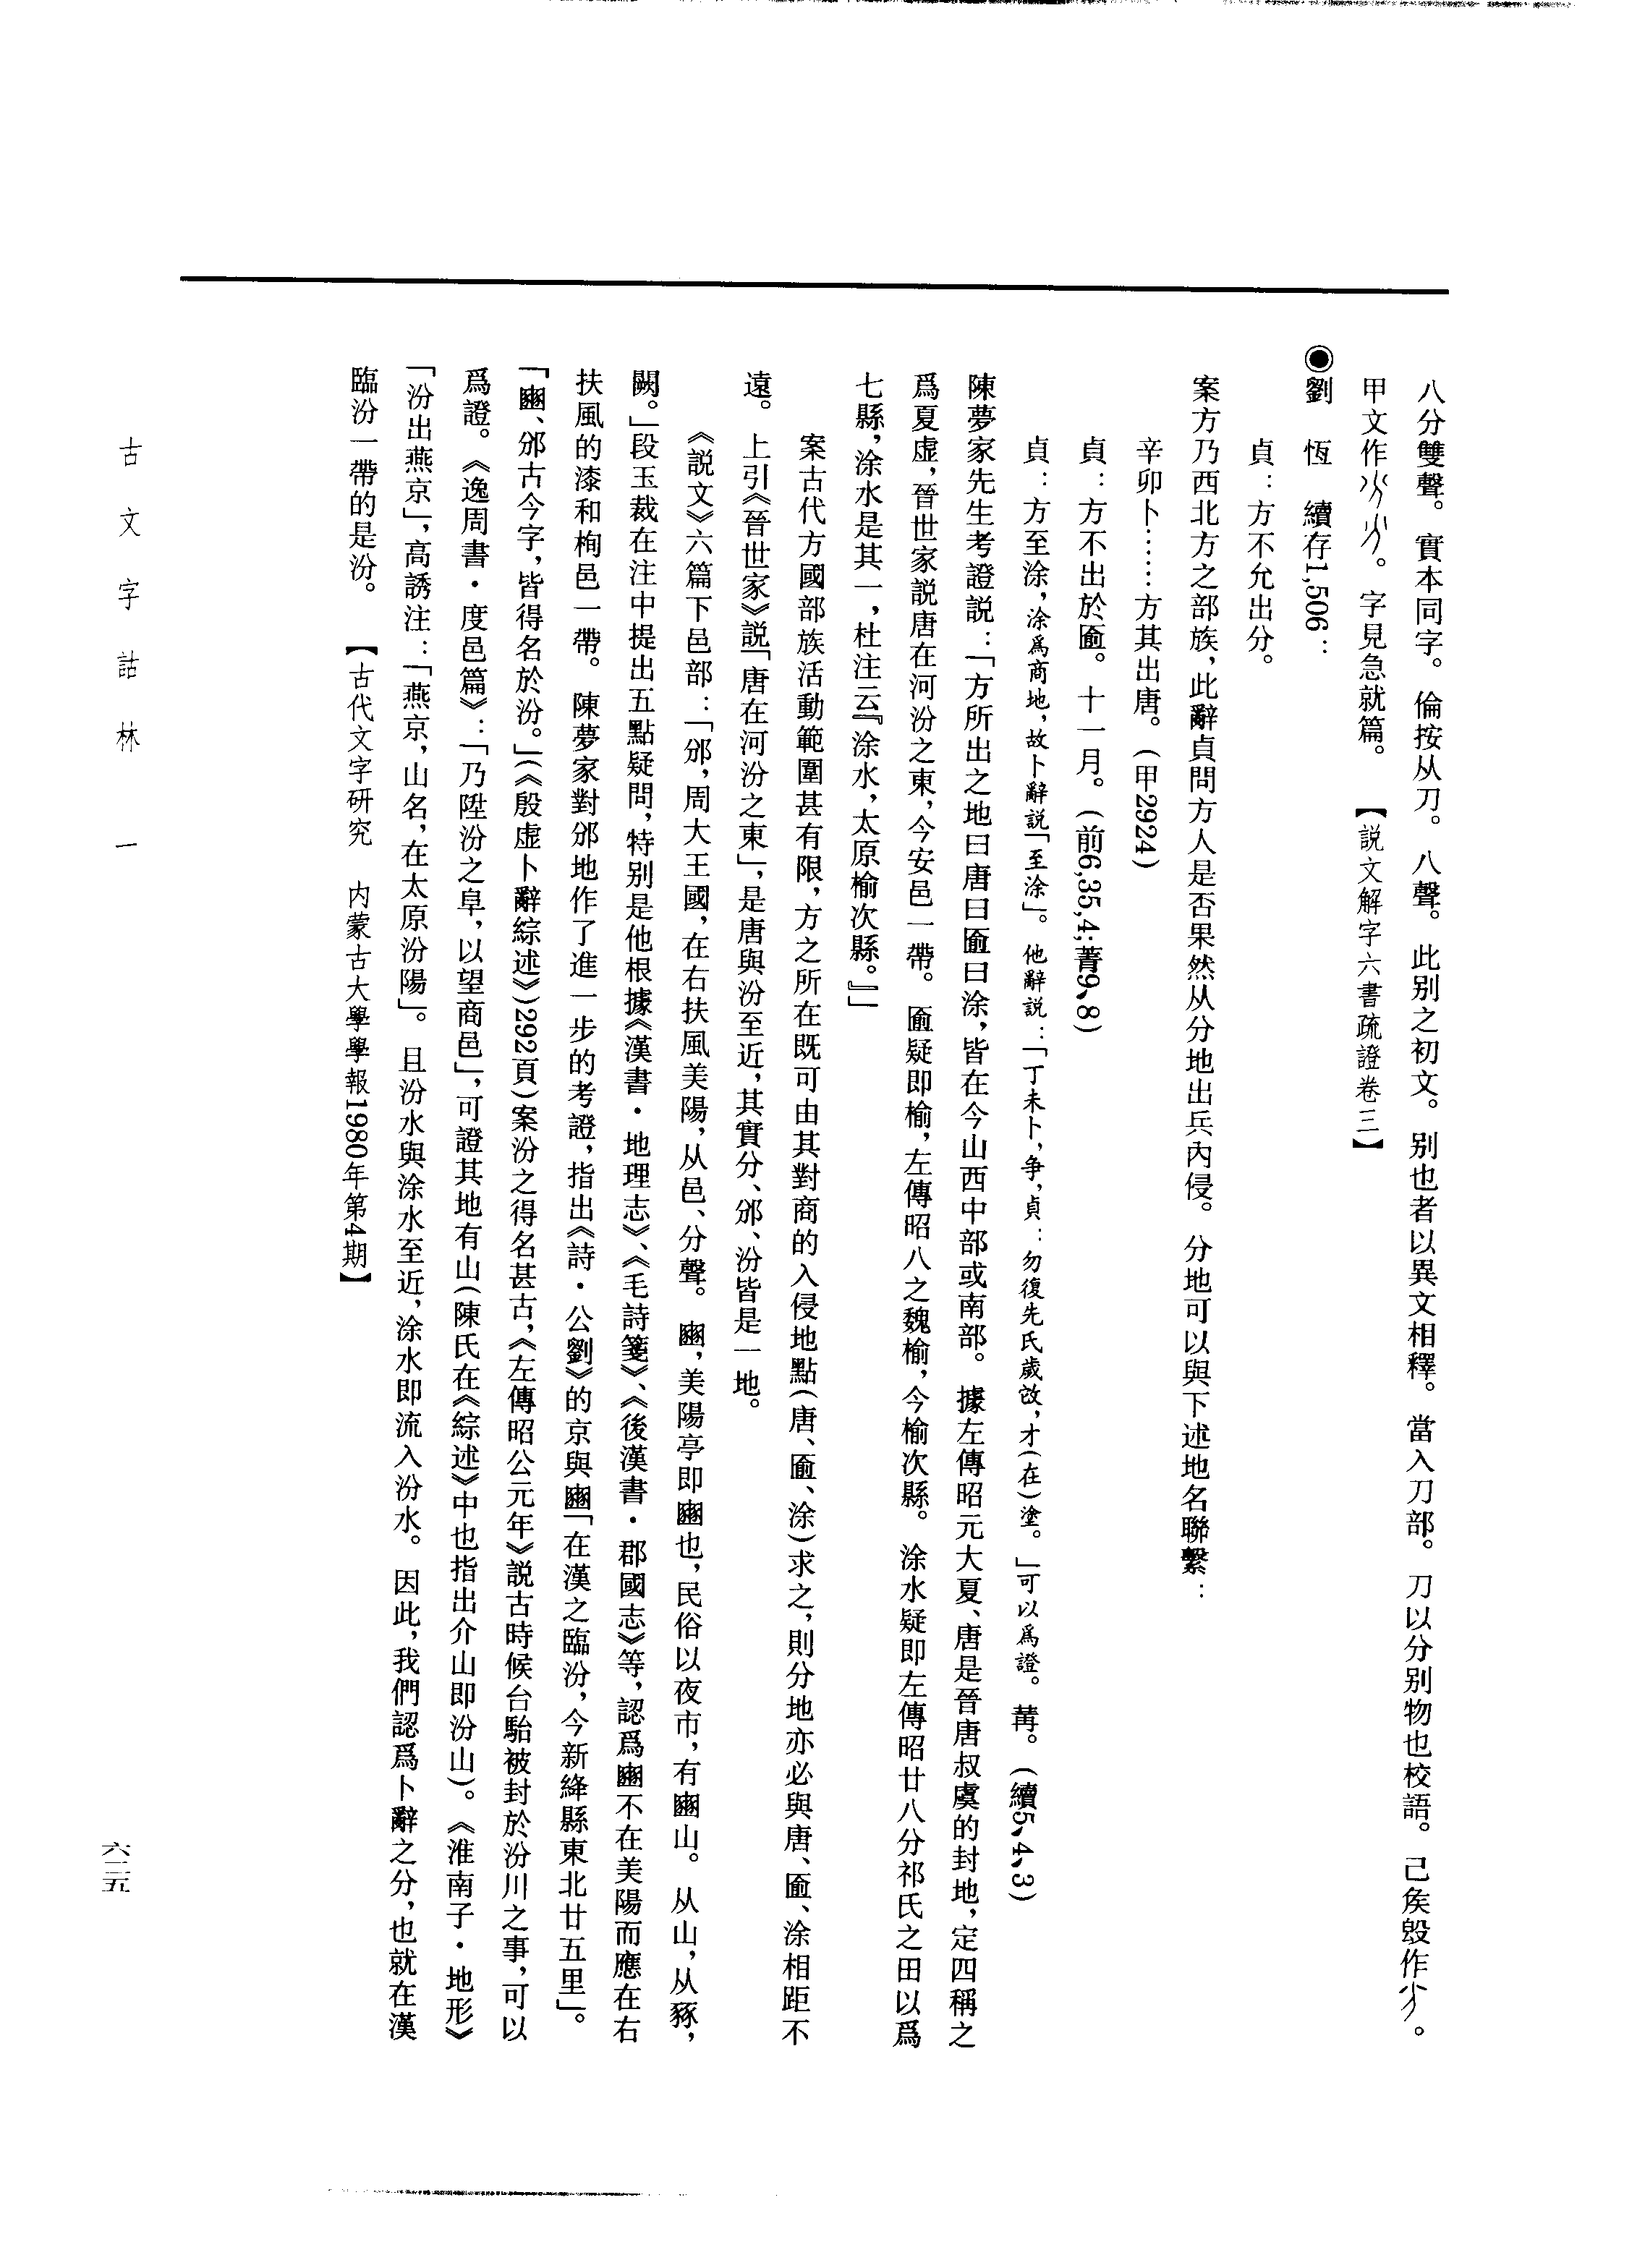 八分雙聲。實本同字。倫按从刀。八聲。此别之初文。别也者以異文相釋。當入刀部。刀以分别物也校語。己矦𣪘作。
甲文作。字見急就篇。　【説文解字六書疏證卷三】
◉劉　恆　續存1,506：
貞：方不允出分。
案方乃西北方之部族，此辭貞問方人是否果然从分地出兵內侵。分地可以與下述地名聯繫：
辛卯卜……方其出唐。（甲2924）
貞：方不出於㔱。十一月。（前6,35,4;菁9、8）
貞：方至涂，涂爲商地，故卜辭説「至涂」。他辭説：「丁未卜，争，貞：勿復先氏歲改，才（在）塗。」可以爲證。冓。（續5、4、3）
陳夢家先生考證説：「方所出之地曰唐曰㔱曰涂，皆在今山西中部或南部。據左傳昭元大夏、唐是晉唐叔虞的封地，定四稱之
爲夏虚，晉世家説唐在河汾之東，今安邑一帶。㔱疑即榆，左傳昭八之魏榆，今榆次縣。涂水疑即左傳昭廿八分祁氏之田以爲
七縣，涂水是其一，杜注云『涂水，太原榆次縣。』」
案古代方國部族活動範圍甚有限，方之所在既可由其對商的入侵地點（唐、㔱、涂）求之，則分地亦必與唐、㔱、涂相距不
遠。上引《晉世家》説「唐在河汾之東」，是唐與汾至近，其實分、邠、汾皆是一地。
《説文》六篇下邑部：「邠，周大王國，在右扶風美陽，从邑、分聲。豳，美陽亭即豳也，民俗以夜市，有豳山。从山，从豩，
闕。」段玉裁在注中提出五點疑問，特别是他根據《漢書·地理志》、《毛詩箋》、《後漢書·郡國志》等，認爲豳不在美陽而應在右
扶風的漆和栒邑一帶。陳夢家對邠地作了進一步的考證，指出《詩·公劉》的京與豳「在漢之臨汾，今新絳縣東北廿五里」。
「豳、邠古今字，皆得名於汾。」（《殷虚卜辭綜述》）292頁）案汾之得名甚古，《左傳昭公元年》説古時候台駘被封於汾川之事，可以
爲證。《逸周書·度邑篇》：「乃陞汾之阜，以望商邑」，可證其地有山（陳氏在《綜述》中也指出介山即汾山）。《淮南子·地形》
「汾出燕京」，高誘注：「燕京，山名，在太原汾陽」。且汾水與涂水至近，涂水即流入汾水。因此，我們認爲卜辭之分，也就在漢
臨汾一帶的是汾。　【古代文字研究　内蒙古大學學報1980年第4期】
古文字詁林　一
六三五